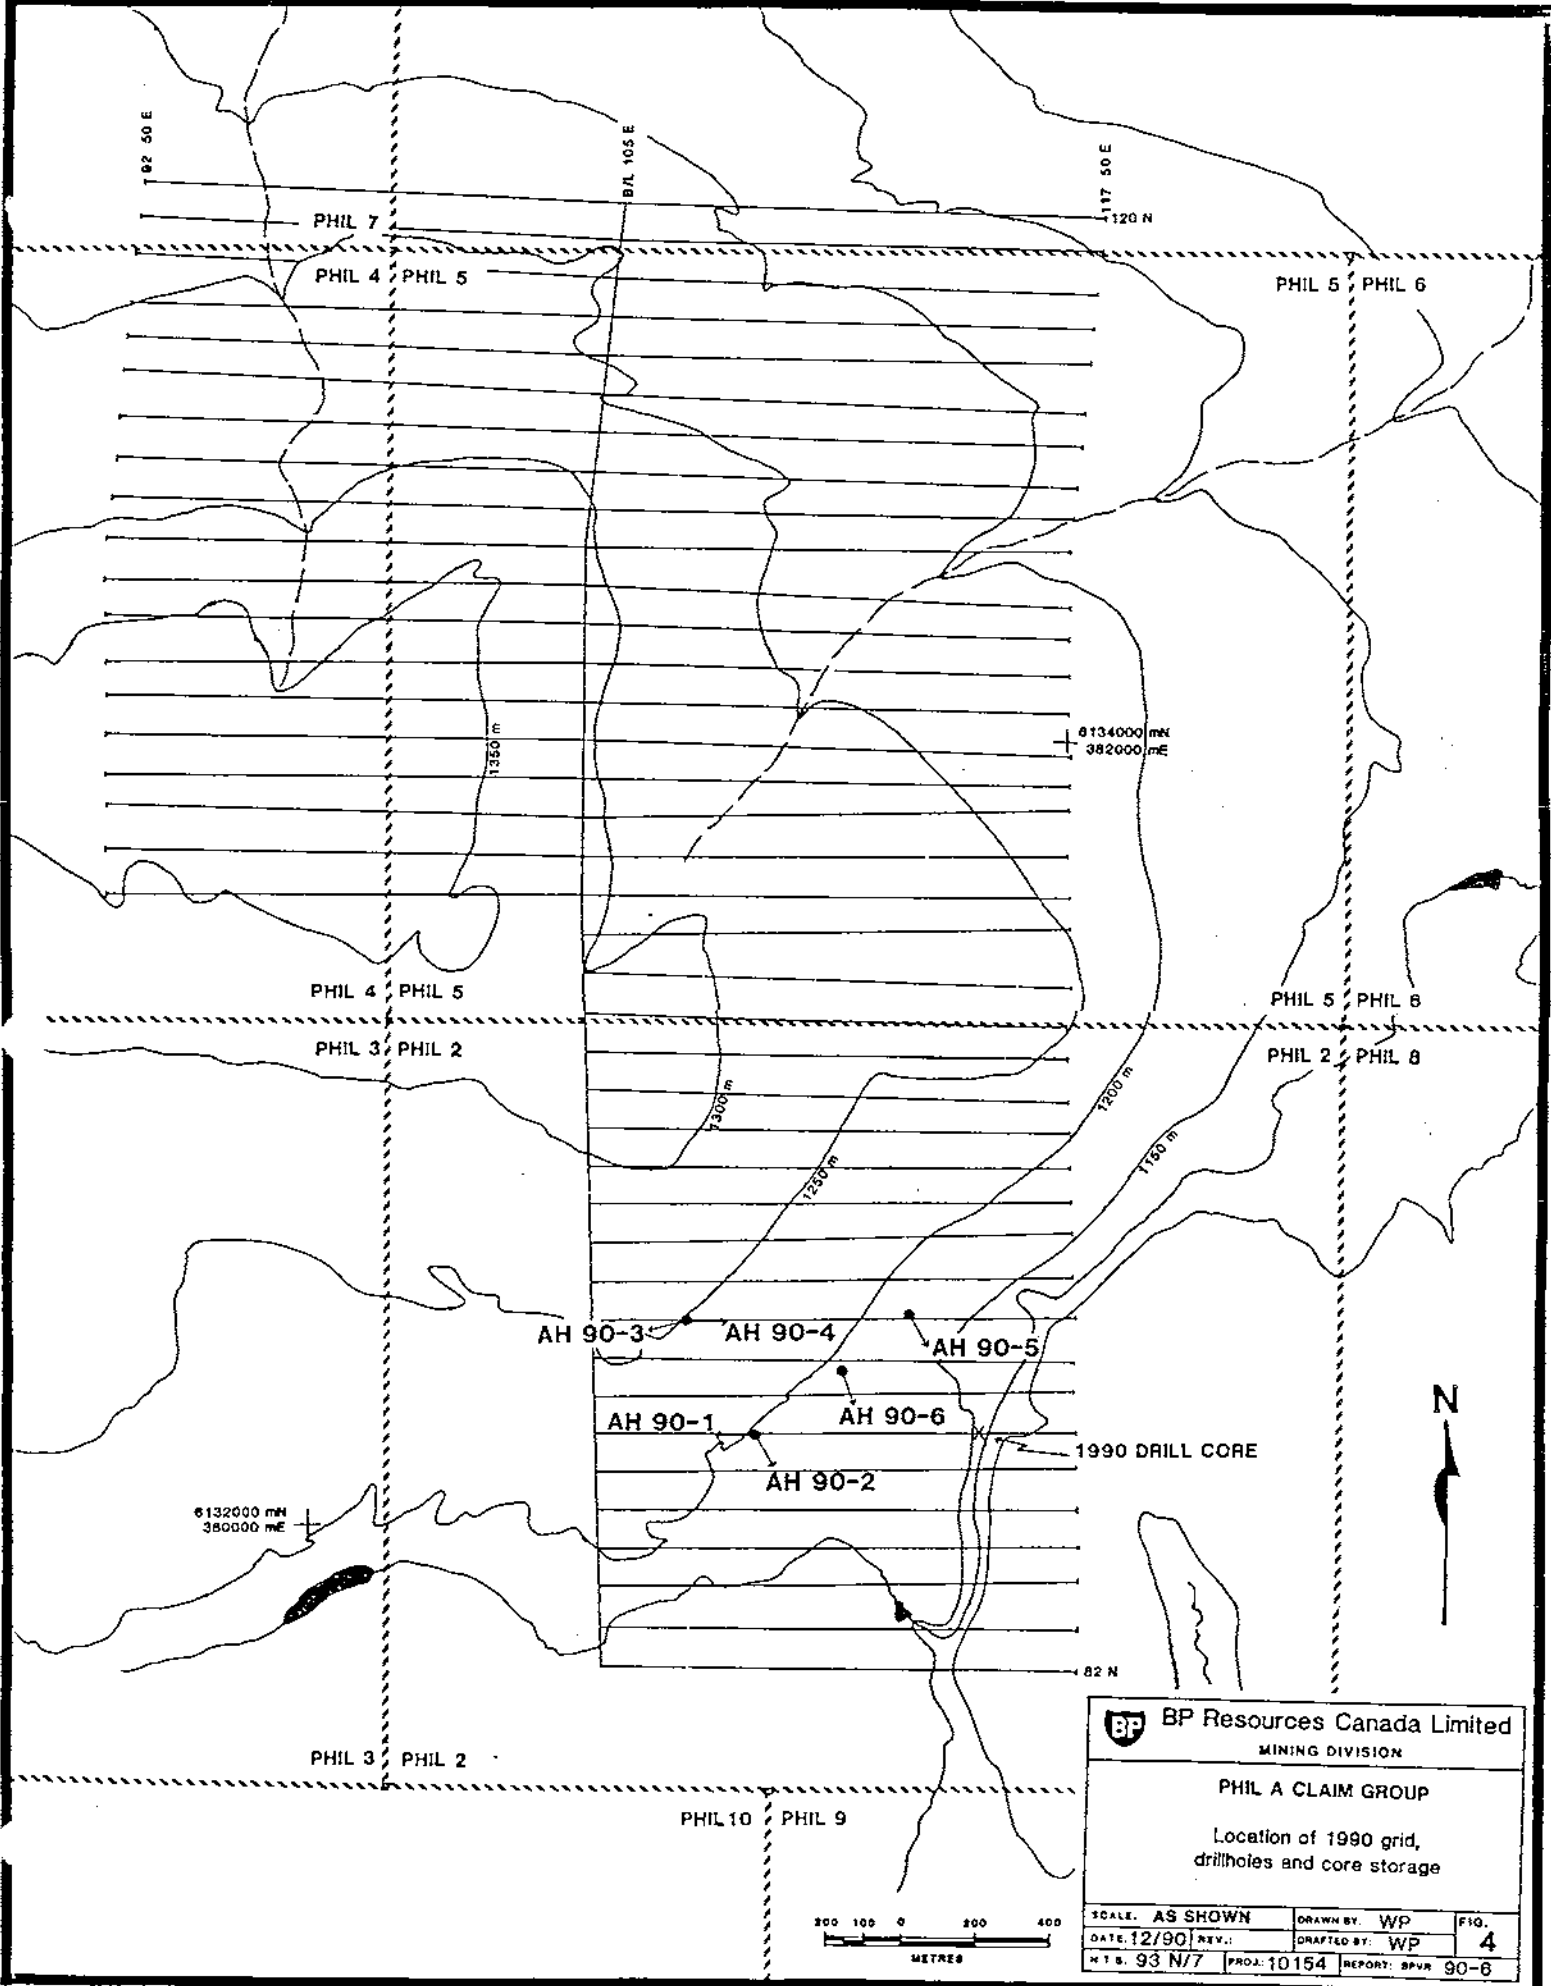 92 50 E
B/L 105 E
117 50 E
120 N
PHIL 7
PHIL 4 PHIL 5
PHIL 5 PHIL 6
1350 m
6134000 mN
382000 mE
PHIL 4 PHIL 5
PHIL 5 PHIL 6
PHIL 3 PHIL 2
PHIL 2 PHIL 8
1300 m
1200 m
1250 m
1150 m
AH 90-3
AH 90-4
AH 90-5
AH 90-1
AH 90-6
N
1990 DRILL CORE
AH 90-2
6132000 mN
380000 mE
82 N
PHIL 3 PHIL 2
PHIL 10 PHIL 9
200 100 0 200 400
METRES
BP BP Resources Canada Limited
MINING DIVISION
PHIL A CLAIM GROUP
Location of 1990 grid,
drillholes and core storage
SCALE. AS SHOWN DRAWN BY. WP FIG.
DATE. 12/90 REV.: DRAFTED BY: WP 4
N T S. 93 N/7 PROJ.: 10154 REPORT: BPVR 90-6